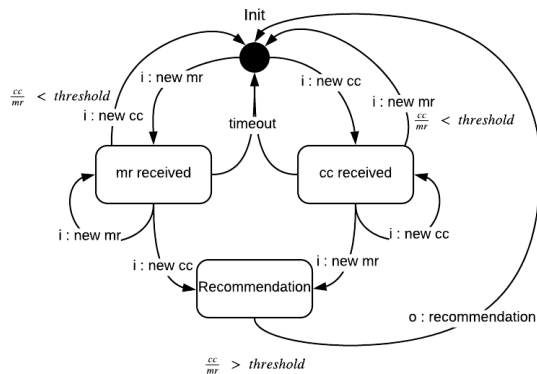 Init
i : new mr
i : new cc
cc/mr < threshold
i : new cc
i : new mr
cc/mr < threshold
timeout
mr received
cc received
i : new mr
i : new cc
i : new cc
i : new mr
Recommendation
o : recommendation
cc/mr > threshold